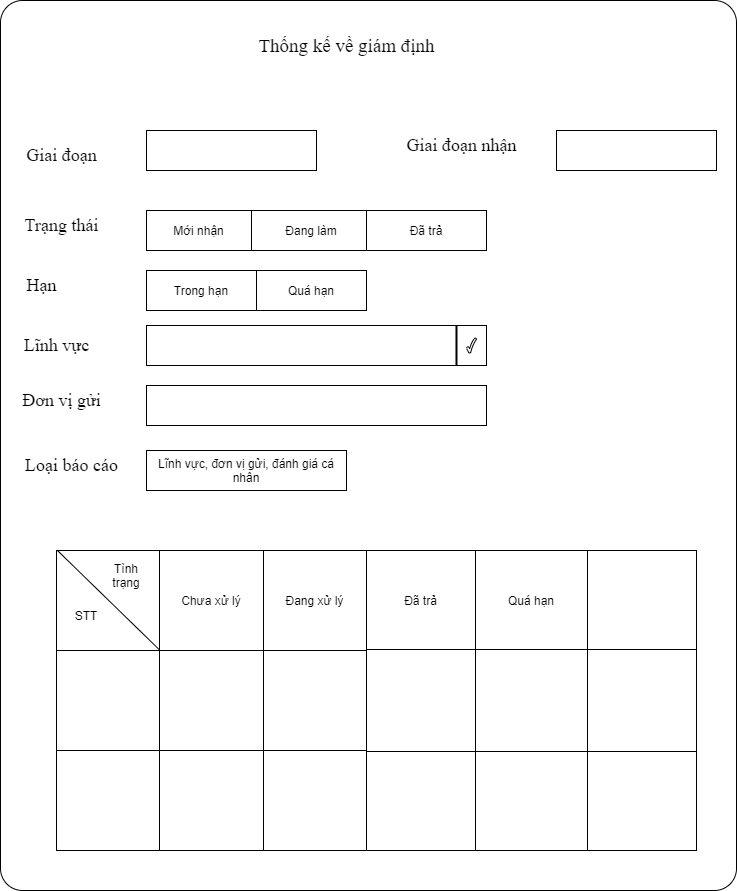 Thống kế về giám định
Giai đoạn
Giai đoạn nhận
Trạng thái
Mới nhận
Đang làm
Đã trả
Hạn
Trong hạn
Quá hạn
Lĩnh vực
Đơn vị gửi
Loại báo cáo
Lĩnh vực, đơn vị gửi, đánh giá cá
nhân
Tình
trạng
STT
Chưa xử lý
Đang xử lý
Đã trả
Quá hạn